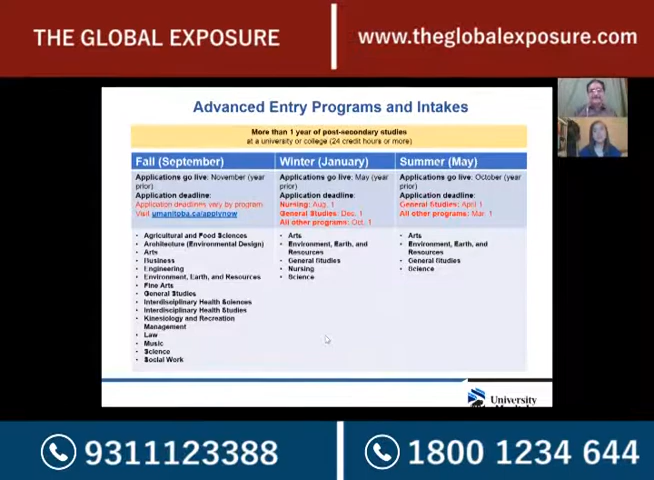 THE GLOBAL EXPOSURE
www.theglobalexposure.com
Advanced Entry Programs and Intakes
More than 1 year of post-secondary studies
at a university or college (24 credit hours or more)
Fall (September)
Applications go live: November (year
prior)
Application deadline:
Application deadlines vary by program
Visit umanitoba.ca/applynow
• Agricultural and Food Sciences
• Architecture (Environmental Design)
• Arts
• Business
• Engineering
• Environment, Earth, and Resources
• Fine Arts
• General Studies
• Interdisciplinary Health Sciences
• Interdisciplinary Health Studies
• Kinesiology and Recreation
Management
• Law
• Music
• Science
• Social Work
Winter (January)
Applications go live: May (year
prior)
Application deadline:
Nursing: Aug. 1
General Studies: Dec. 1
All other programs: Oct. 1
• Arts
• Environment, Earth, and
Resources
• General Studies
• Nursing
• Science
Summer (May)
Applications go live: October (year
prior)
Application deadline:
General Studies: April 1
All other programs: Mar. 1
• Arts
• Environment, Earth, and
Resources
• General Studies
• Science
University
9311123388
1800 1234 644